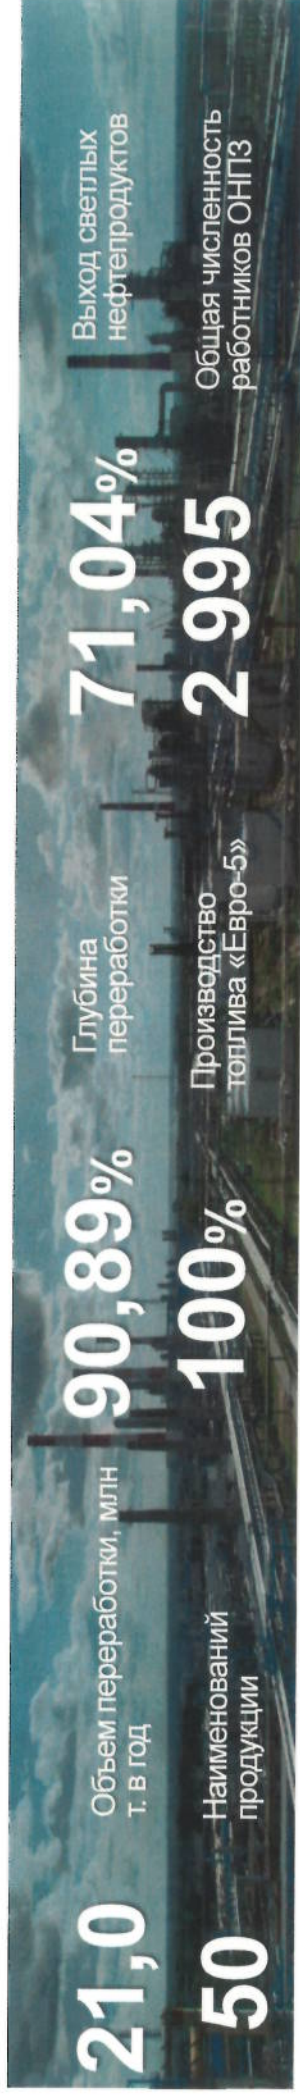 21,0
Объем переработки, млн
т. в год
90,89%
Глубина
переработки
71,04%
Выход светлых
нефтепродуктов
50
Наименований
продукции
100%
Производство
топлива «Евро-5»
2 995
Общая численность
работников ОНПЗ